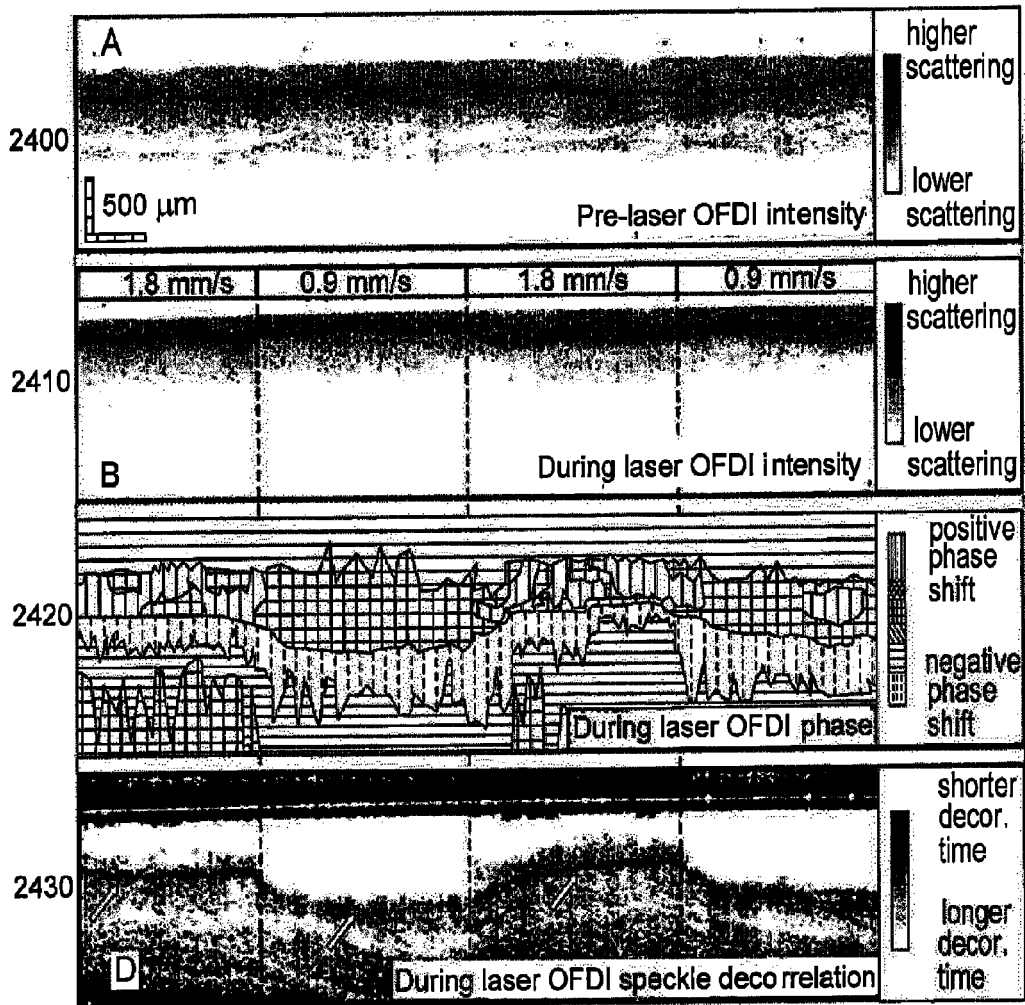 A
higher
scattering
2400
500 μm
lower
scattering
Pre-laser OFDI intensity
1.8 mm/s
0.9 mm/s
1.8 mm/s
0.9 mm/s
higher
scattering
2410
lower
scattering
B
During laser OFDI intensity
positive
phase
shift
2420
negative
phase
shift
During laser OFDI phase
shorter
decor.
time
2430
longer
decor.
time
D
During laser OFDI speckle decorrelation